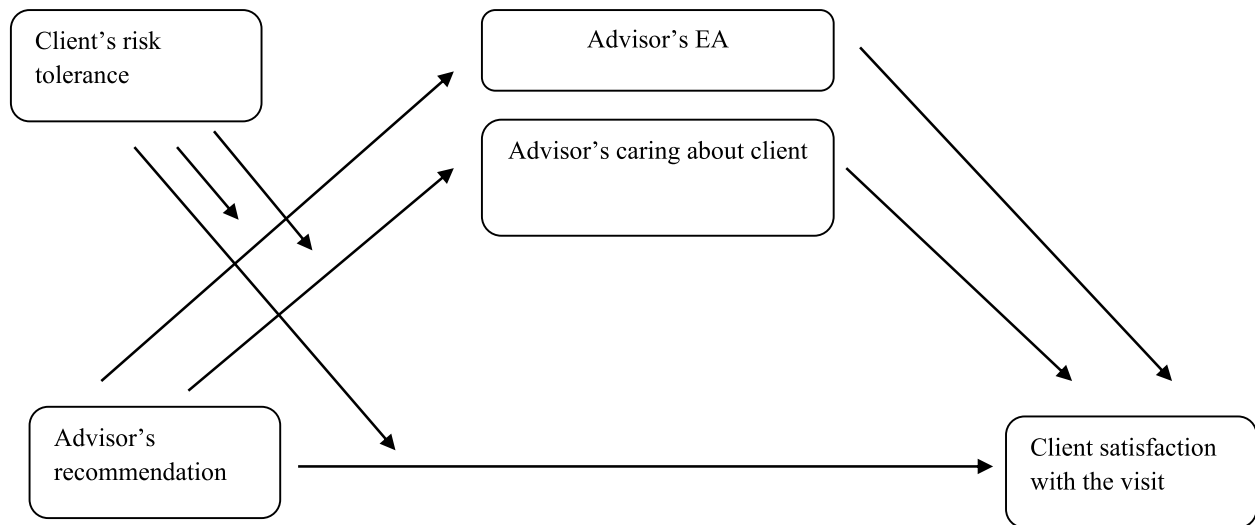 Client’s risk
tolerance
Advisor’s EA
Advisor’s caring about client
Advisor’s
recommendation
Client satisfaction
with the visit